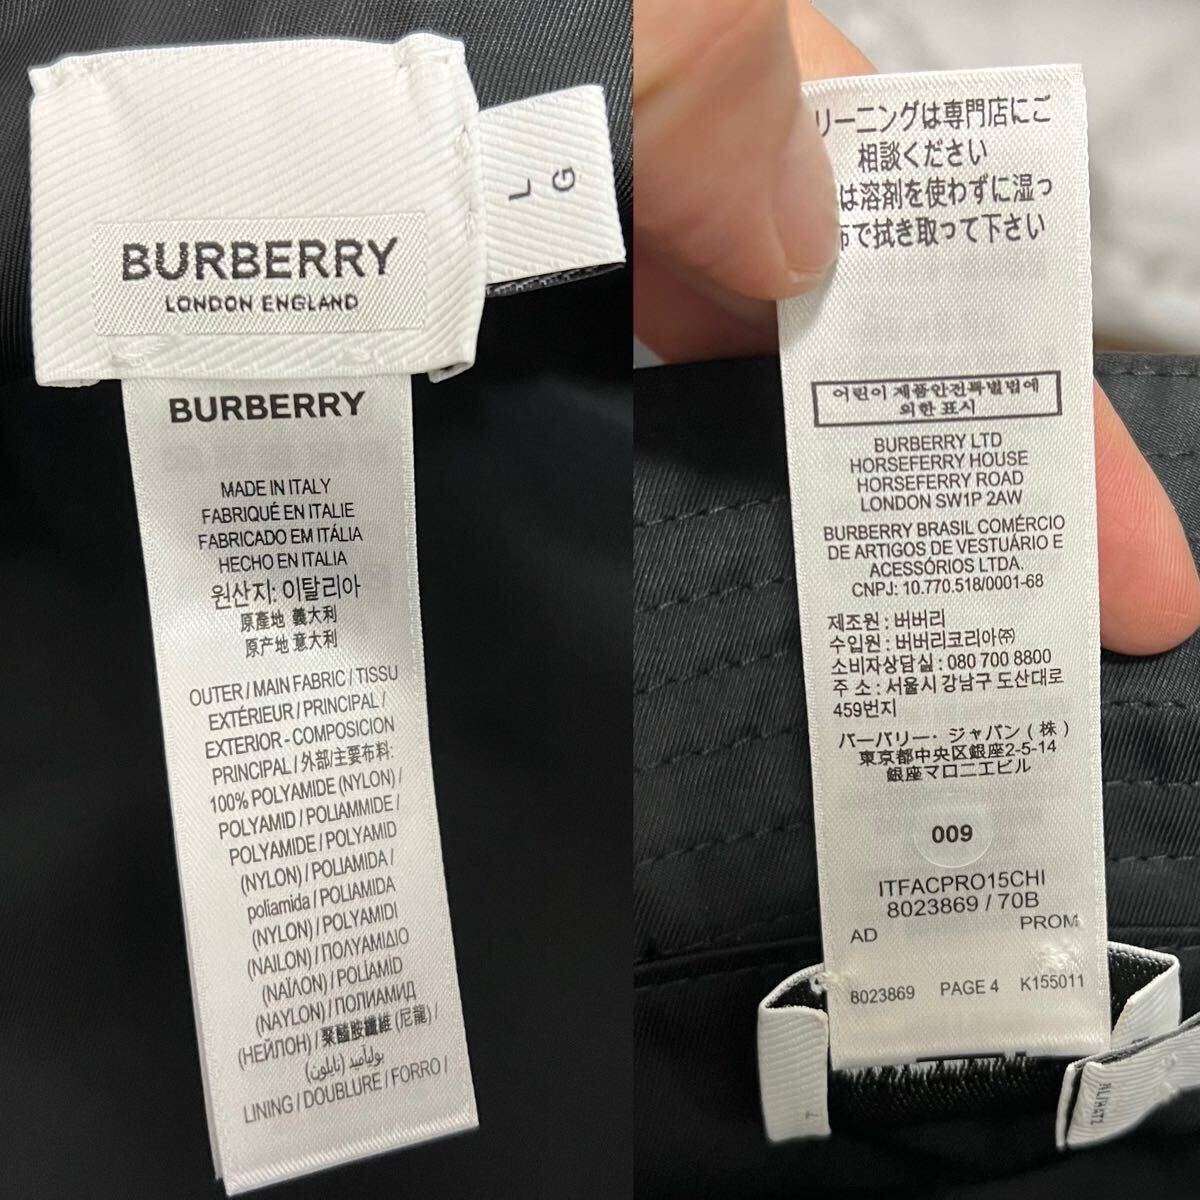 BURBERRY
LONDON ENGLAND
L
G
BURBERRY
MADE IN ITALY
FABRIQUÉ EN ITALIE
FABRICADO EM ITÁLIA
HECHO EN ITALIA
원산지: 이탈리아
原產地 義大利
原产地 意大利
OUTER / MAIN FABRIC / TISSU
EXTÉRIEUR / PRINCIPAL /
EXTERIOR - COMPOSICION
PRINCIPAL / 外部/主要布料:
100% POLYAMIDE (NYLON) /
POLYAMID / POLIAMMIDE /
POLYAMIDE / POLYAMID
(NYLON) / POLIAMIDA /
poliamida / POLIAMIDA
(NYLON) / POLYAMIDI
(NAILON) / ΠΟΛΥΑΜΙΔΙΟ
(ΝΑΪΛΟΝ) / POLİAMİD
(NAYLON) / ПОЛИАМИД
(НЕЙЛОН) / 聚醯胺纖維 (尼龍) /
بوليأميد (نايلون)
LINING / DOUBLURE / FORRO /
リーニングは専門店にご
相談ください
は溶剤を使わずに湿っ
布で拭き取って下さい
어린이 제품안전특별법에
의한 표시
BURBERRY LTD
HORSEFERRY HOUSE
HORSEFERRY ROAD
LONDON SW1P 2AW
BURBERRY BRASIL COMÉRCIO
DE ARTIGOS DE VESTUÁRIO E
ACESSÓRIOS LTDA.
CNPJ: 10.770.518/0001-68
제조원 : 버버리
수입원 : 버버리코리아㈜
소비자상담실 : 080 700 8800
주 소 : 서울시 강남구 도산대로
459번지
バーバリー・ジャパン ( 株 )
東京都中央区銀座2-5-14
銀座マロニエビル
009
ITFACPRO15CHI
8023869 / 70B
AD PROM
8023869 PAGE 4 K155011